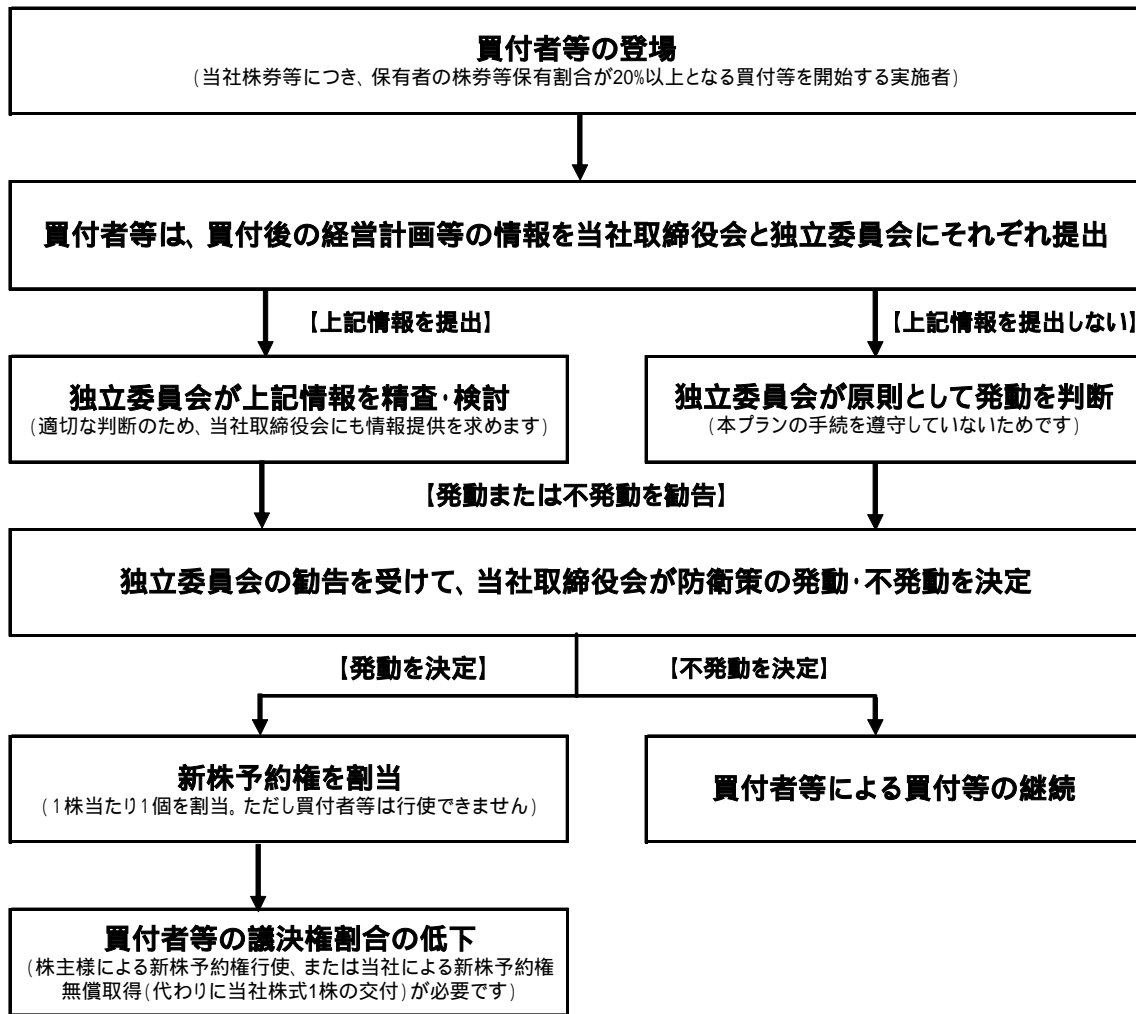 買付者等の登場
(当社株券等につき、保有者の株券等保有割合が20%以上となる買付等を開始する実施者)
買付者等は、買付後の経営計画等の情報を当社取締役会と独立委員会にそれぞれ提出
【上記情報を提出】
【上記情報を提出しない】
独立委員会が上記情報を精査・検討
(適切な判断のため、当社取締役会にも情報提供を求めます)
独立委員会が原則として発動を判断
(本プランの手続を遵守していないためです)
【発動または不発動を勧告】
独立委員会の勧告を受けて、当社取締役会が防衛策の発動・不発動を決定
【発動を決定】
【不発動を決定】
新株予約権を割当
(1株当たり1個を割当。ただし買付者等は行使できません)
買付者等による買付等の継続
買付者等の議決権割合の低下
(株主様による新株予約権行使、または当社による新株予約権
無償取得(代わりに当社株式1株の交付)が必要です)